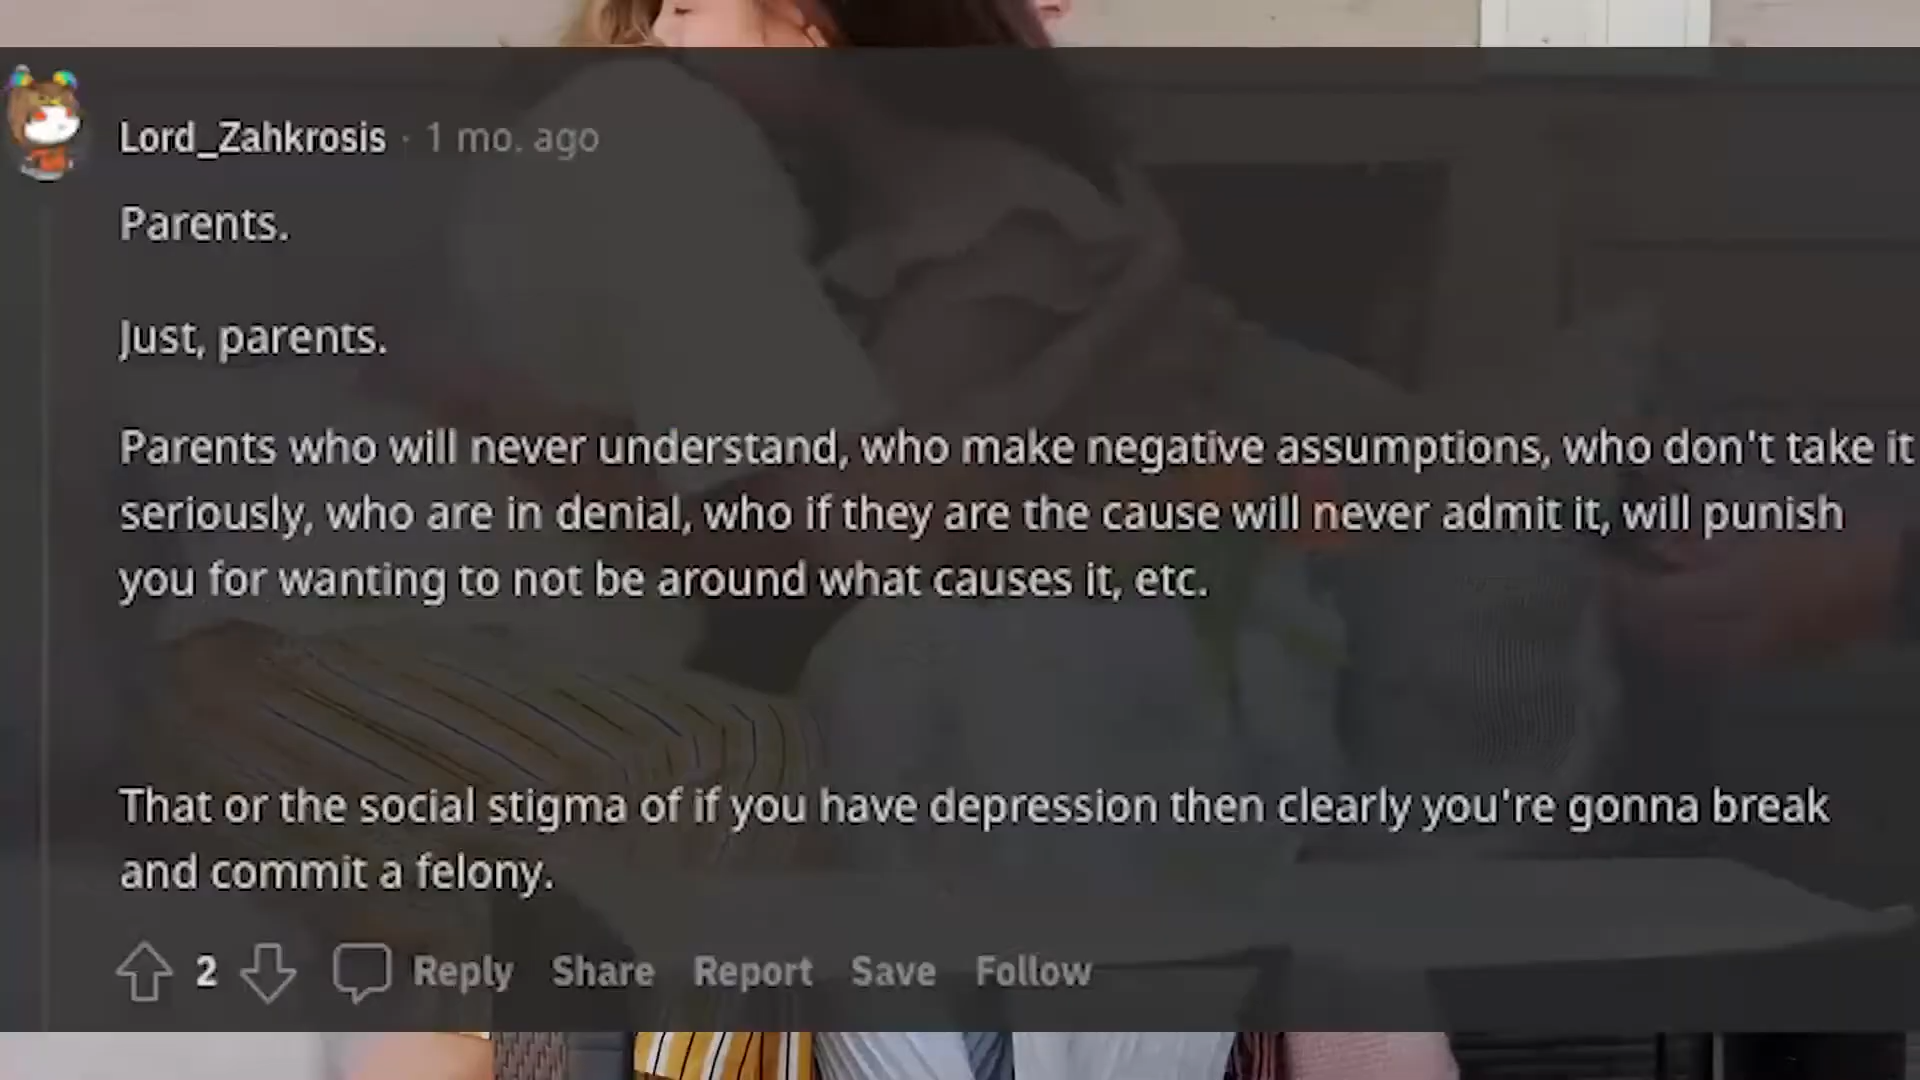 Lord_Zahkrosis · 1 mo. ago
Parents.
Just, parents.
Parents who will never understand, who make negative assumptions, who don't take it
seriously, who are in denial, who if they are the cause will never admit it, will punish
you for wanting to not be around what causes it, etc.
That or the social stigma of if you have depression then clearly you're gonna break
and commit a felony.
2 Reply Share Report Save Follow